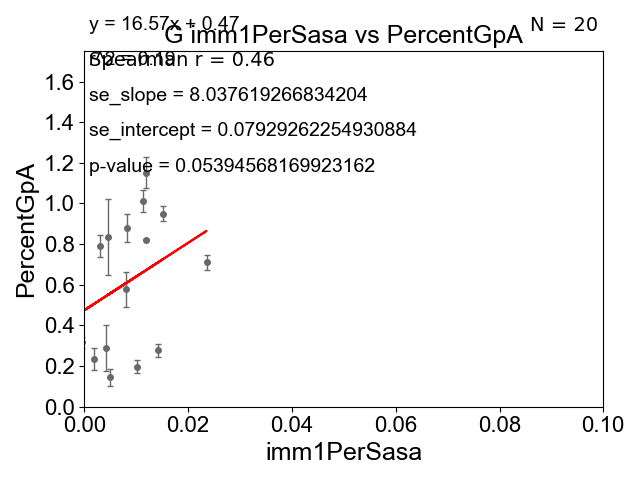 y = 16.57x + 0.47
N = 20
G imm1PerSasa vs PercentGpA
Spearman r = 0.46
se_slope = 8.037619266834204
se_intercept = 0.07929262254930884
p-value = 0.05394568169923162
PercentGpA
1.6
1.4
1.2
1.0
0.8
0.6
0.4
0.2
0.0
0.00 0.02 0.04 0.06 0.08 0.10
imm1PerSasa